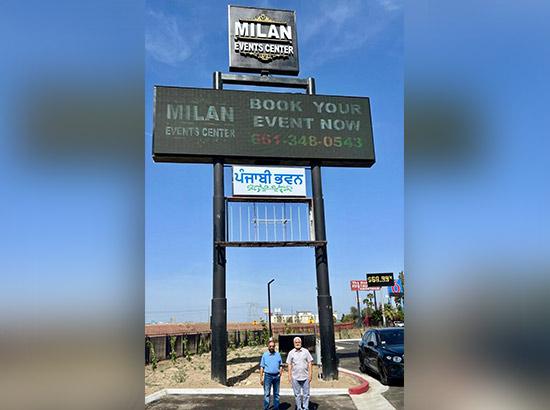 MILAN
EVENTS CENTER
MILAN
EVENTS CENTER
BOOK YOUR
EVENT NOW
661-348-0543
ਪੰਜਾਬੀ ਭਵਨ